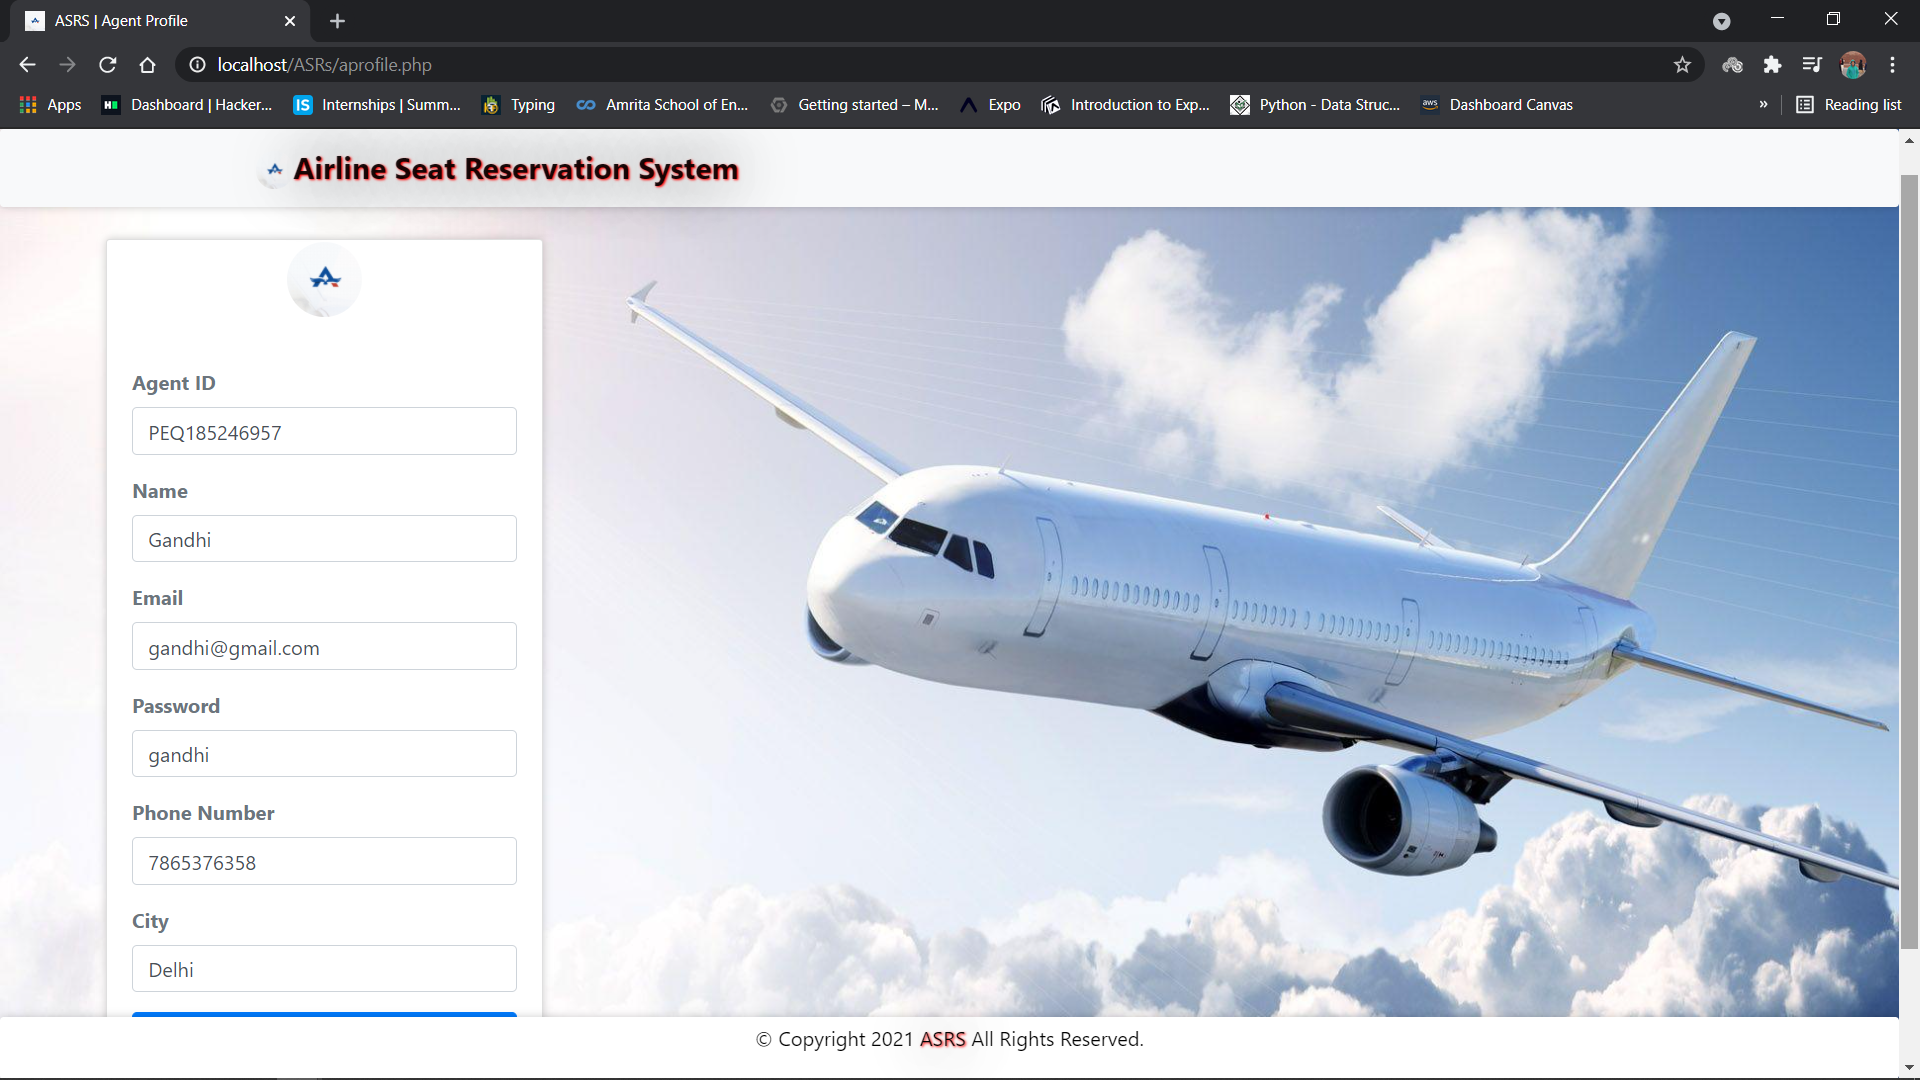 ASRS | Agent Profile
localhost/ASRs/aprofile.php
Apps
Dashboard | Hacker...
Internships | Summ...
Typing
Amrita School of En...
Getting started – M...
Expo
Introduction to Exp...
Python - Data Struc...
aws
Dashboard Canvas
»
Reading list
Airline Seat Reservation System
Agent ID
PEQ185246957
Name
Gandhi
Email
gandhi@gmail.com
Password
gandhi
Phone Number
7865376358
City
Delhi
© Copyright 2021 ASRS All Rights Reserved.